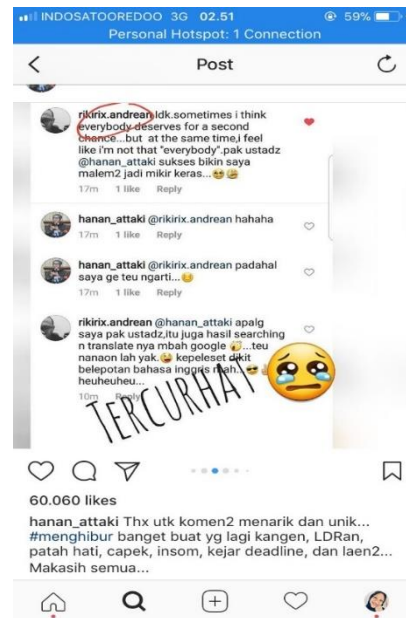 INDOSATOOREDOO 3G 02.51 59%
Personal Hotspot: 1 Connection
Post
rikirix.andrean Idk.sometimes i think
everybody deserves for a second
chance...but at the same time,i feel
like i'm not that "everybody".pak ustadz
@hanan_attaki sukses bikin saya
malem2 jadi mikir keras...
17m 1 like Reply
hanan_attaki @rikirix.andrean hahaha
17m 1 like Reply
hanan_attaki @rikirix.andrean padahal
saya ge teu ngarti...
17m 1 like Reply
rikirix.andrean @hanan_attaki apalg
saya pak ustadz,itu juga hasil searching
n translate nya mbah google ...teu
nanaon lah yak. kepeleset dikit
belepotan bahasa inggris mah...
heuheuheu...
10m Reply
TERCURHAT
60.060 likes
hanan_attaki Thx utk komen2 menarik dan unik...
#menghibur banget buat yg lagi kangen, LDRan,
patah hati, capek, insom, kejar deadline, dan laen2...
Makasih semua...